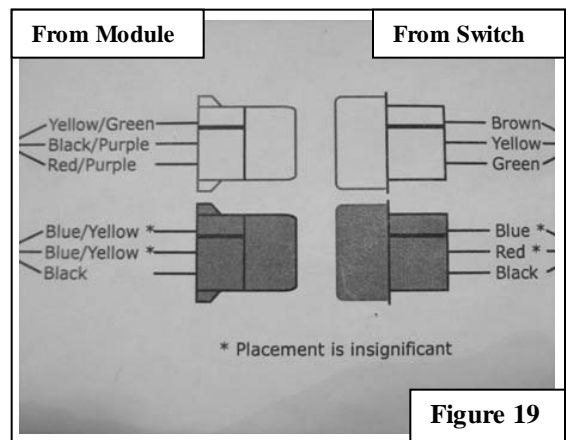 From Module
From Switch
Yellow/Green
Black/Purple
Red/Purple
Brown
Yellow
Green
Blue/Yellow *
Blue/Yellow *
Black
Blue *
Red *
Black
* Placement is insignificant
Figure 19